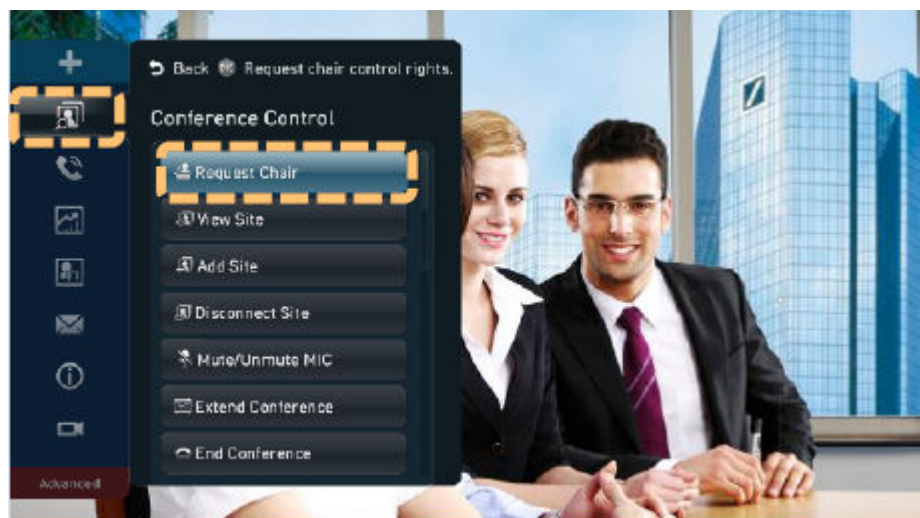 Back Request chair control rights.
Conference Control
Request Chair
View Site
Add Site
Disconnect Site
Mute/Unmute MIC
Extend Conference
End Conference
Advanced